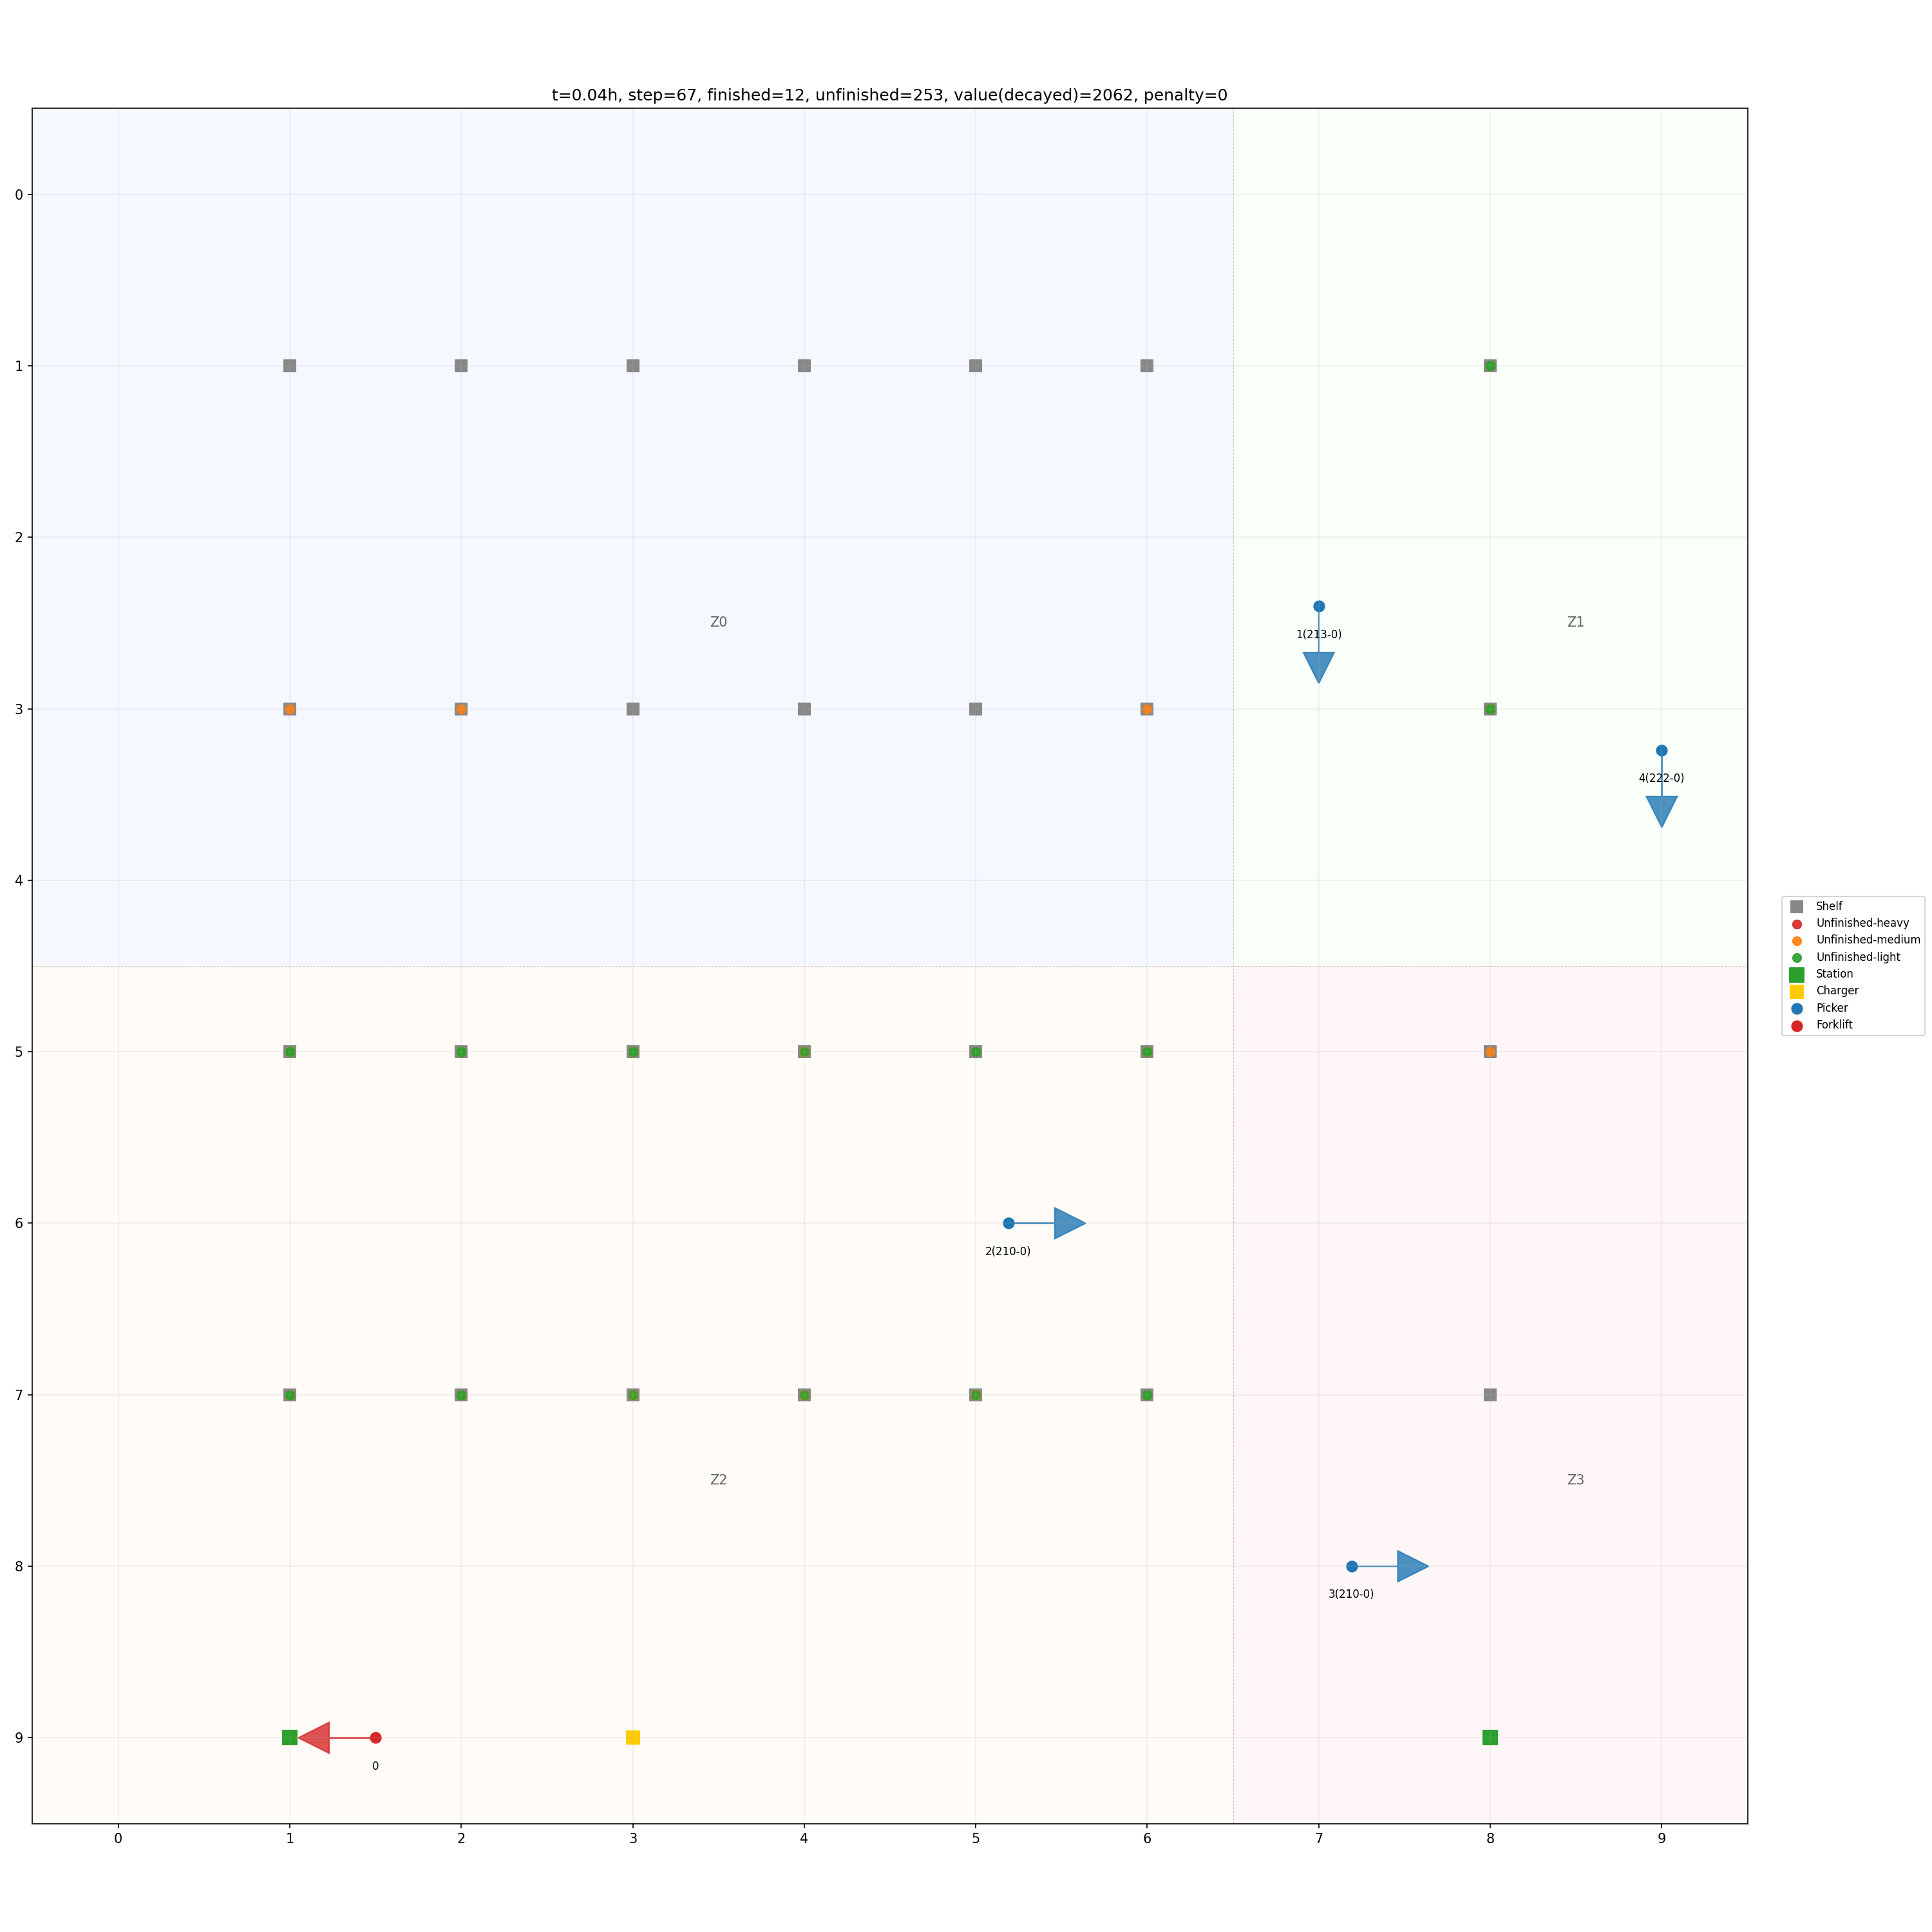 t=0.04h, step=67, finished=12, unfinished=253, value(decayed)=2062, penalty=0
0
1
2
1(213-0)
Z0
Z1
3
4(222-0)
4
Shelf
Unfinished-heavy
Unfinished-medium
Unfinished-light
Station
Charger
Picker
Forklift
5
6
2(210-0)
7
Z2
Z3
8
3(210-0)
9
0
0 1 2 3 4 5 6 7 8 9